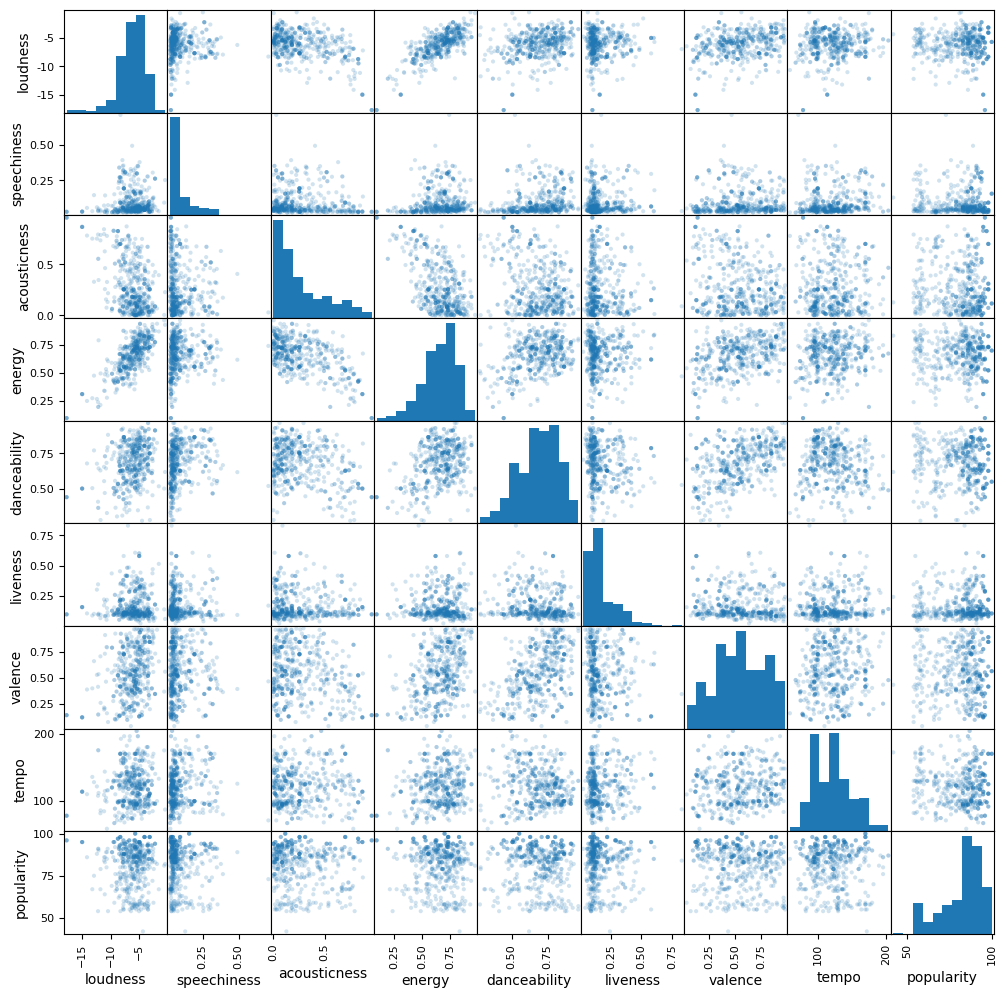 loudness
-5
-10
-15
speechiness
0.50
0.25
acousticness
0.5
0.0
energy
0.75
0.50
0.25
danceability
0.75
0.50
liveness
0.75
0.50
0.25
valence
0.75
0.50
0.25
tempo
200
100
popularity
100
75
50
−15 −10 −5 0.25 0.50 0.0 0.5 0.25 0.50 0.75 0.50 0.75 0.25 0.50 0.75 0.25 0.50 0.75 100 200 50 100
loudness speechiness acousticness energy danceability liveness valence tempo popularity